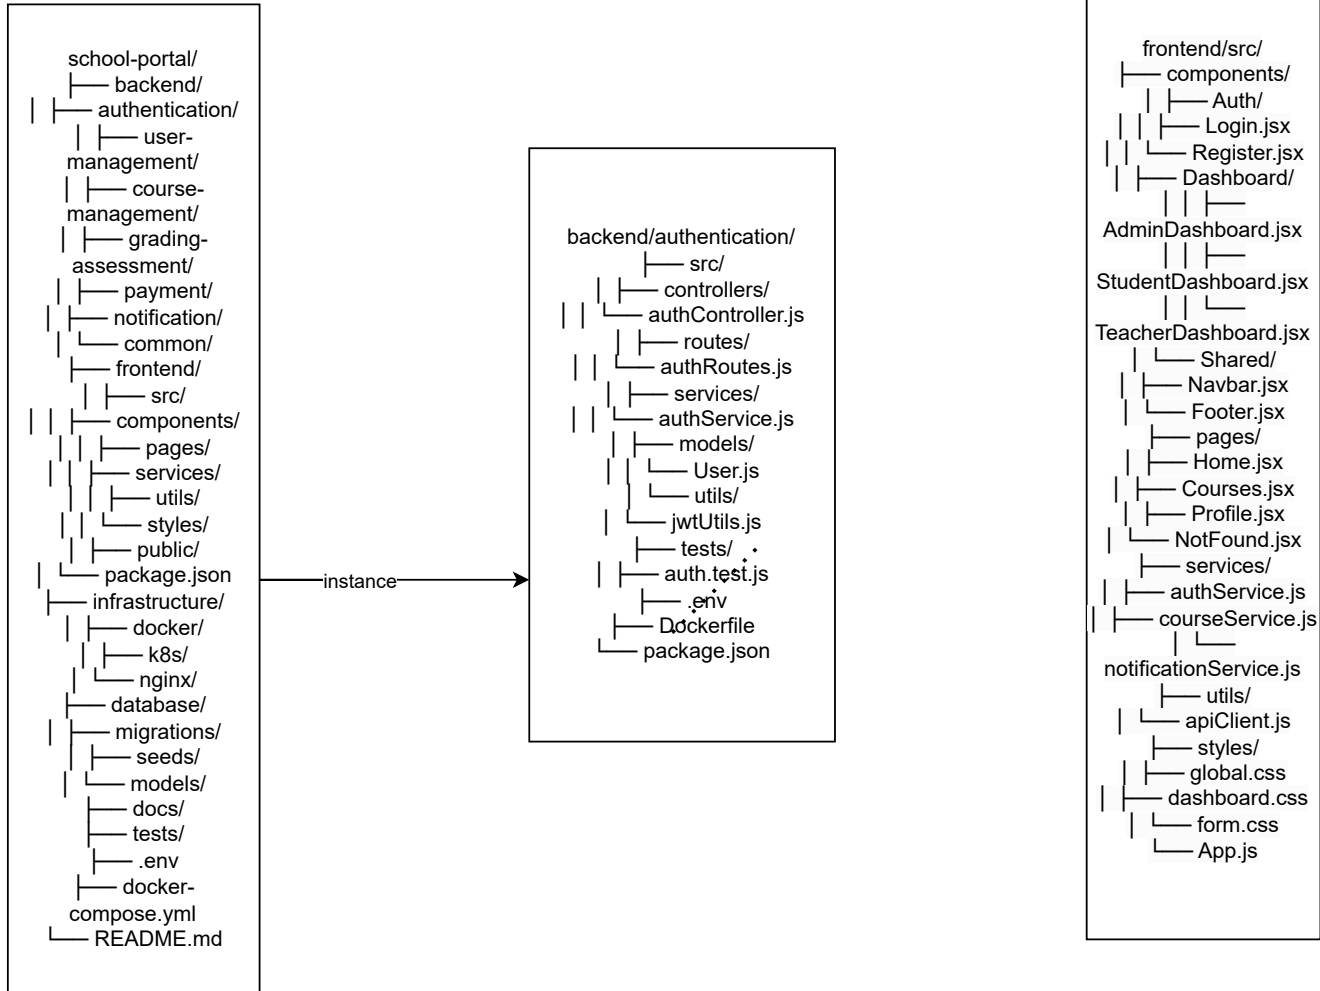 school-portal/
├── backend/
│ ├── authentication/
│ ├── user-
management/
│ ├── course-
management/
│ ├── grading-
assessment/
│ ├── payment/
│ ├── notification/
│ └── common/
├── frontend/
│ ├── src/
│ │ ├── components/
│ │ ├── pages/
│ │ ├── services/
│ │ ├── utils/
│ │ └── styles/
│ ├── public/
│ └── package.json
├── infrastructure/
│ ├── docker/
│ ├── k8s/
│ └── nginx/
├── database/
│ ├── migrations/
│ ├── seeds/
│ └── models/
├── docs/
├── tests/
├── .env
├── docker-
compose.yml
└── README.md
instance
backend/authentication/
├── src/
│ ├── controllers/
│ │ └── authController.js
│ ├── routes/
│ │ └── authRoutes.js
│ ├── services/
│ │ └── authService.js
│ ├── models/
│ │ └── User.js
│ └── utils/
│ └── jwtUtils.js
├── tests/
│ ├── auth.test.js
├── .env
├── Dockerfile
└── package.json
frontend/src/
├── components/
│ ├── Auth/
│ │ ├── Login.jsx
│ │ └── Register.jsx
│ ├── Dashboard/
│ │ ├──
AdminDashboard.jsx
│ │ ├──
StudentDashboard.jsx
│ │ └──
TeacherDashboard.jsx
│ └── Shared/
│ ├── Navbar.jsx
│ └── Footer.jsx
├── pages/
│ ├── Home.jsx
│ ├── Courses.jsx
│ ├── Profile.jsx
│ └── NotFound.jsx
├── services/
│ ├── authService.js
│ ├── courseService.js
│ └──
notificationService.js
├── utils/
│ └── apiClient.js
├── styles/
│ ├── global.css
│ ├── dashboard.css
│ └── form.css
└── App.js